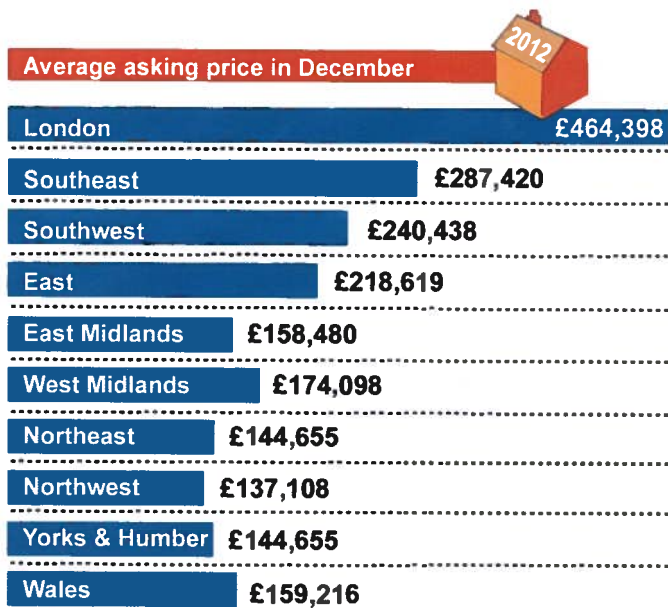 2012
Average asking price in December
London £464,398
Southeast £287,420
Southwest £240,438
East £218,619
East Midlands £158,480
West Midlands £174,098
Northeast £144,655
Northwest £137,108
Yorks & Humber £144,655
Wales £159,216